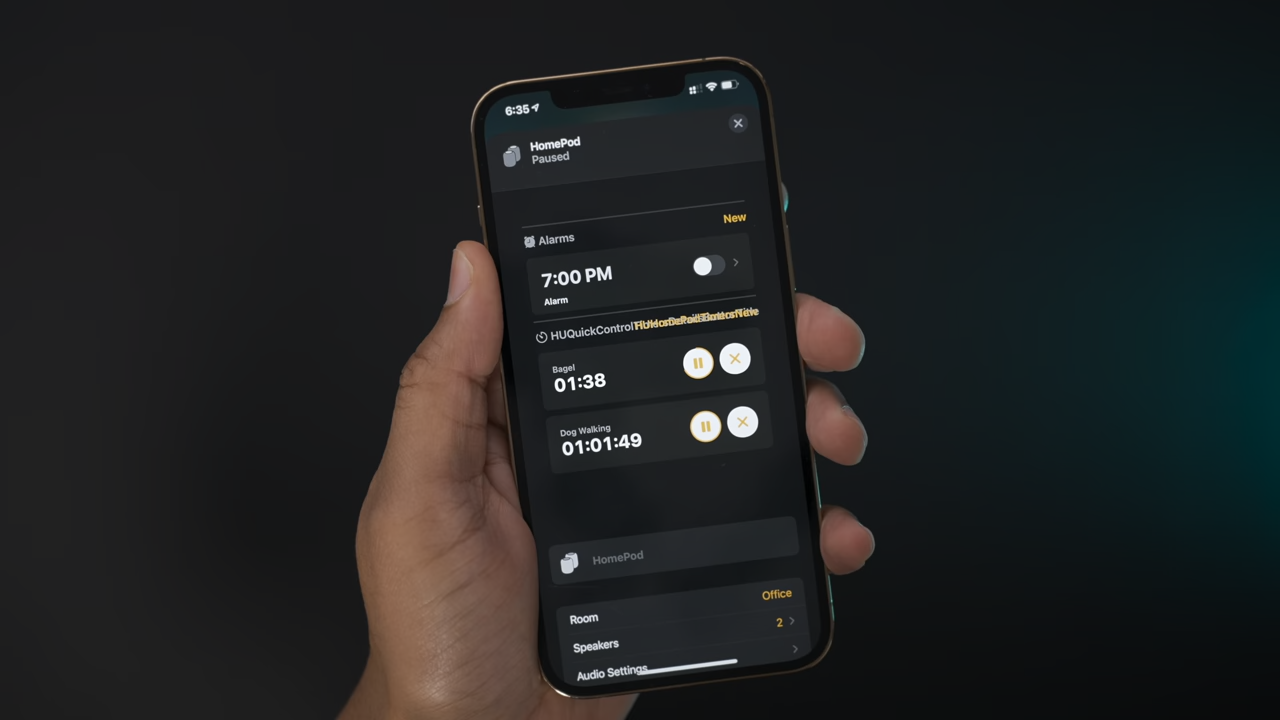 6:35
HomePod
Paused
New
Alarms
7:00 PM
Alarm
HUQuickControl
Bagel
01:38
Dog Walking
01:01:49
HomePod
Room
Office
Speakers
2
Audio Settings